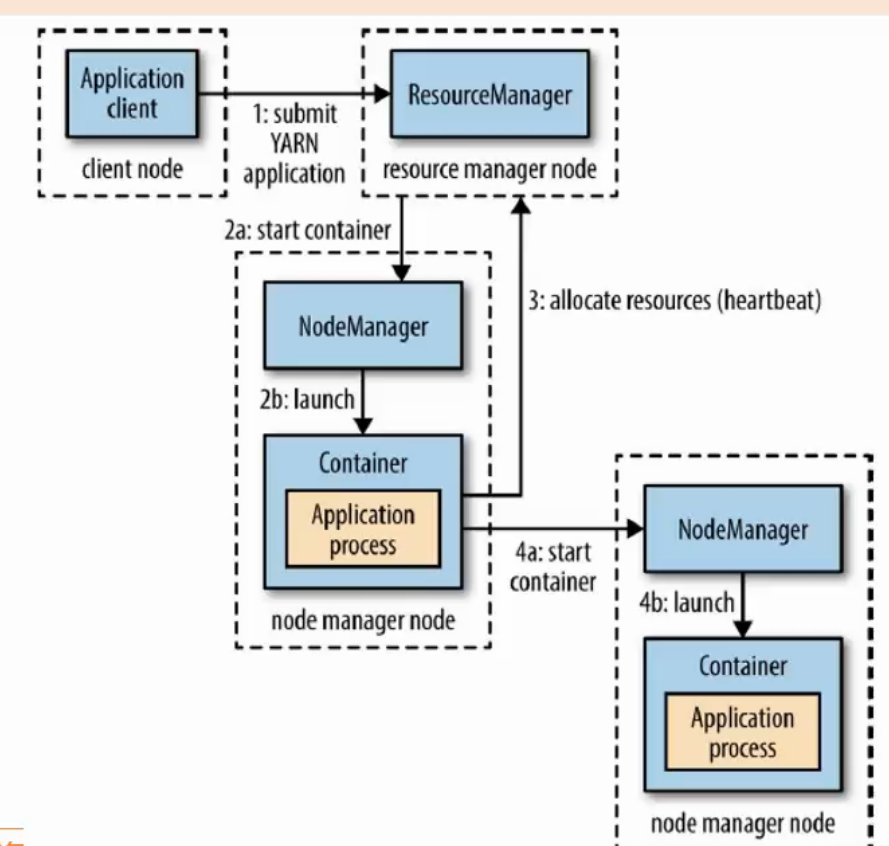 Application
client
client node
1: submit
YARN
application
ResourceManager
resource manager node
2a: start container
NodeManager
2b: launch
Container
Application
process
node manager node
3: allocate resources (heartbeat)
4a: start
container
NodeManager
4b: launch
Container
Application
process
node manager node